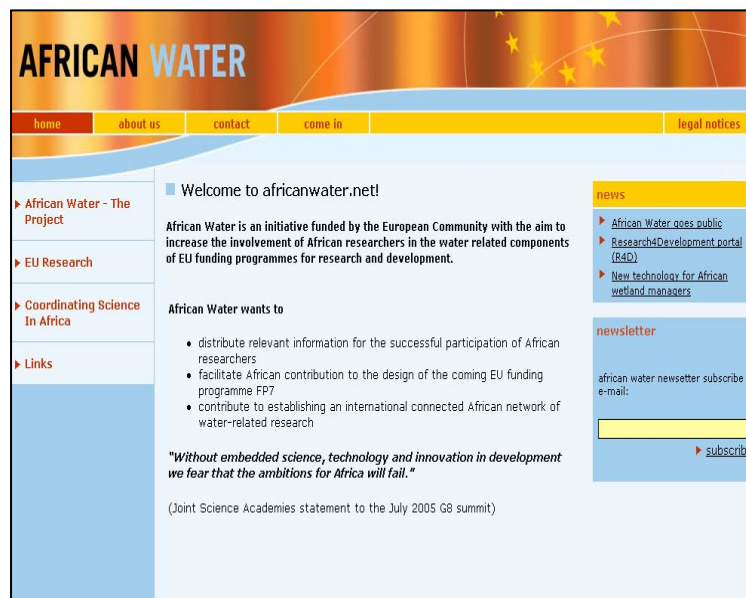 AFRICAN WATER
home about us contact come in legal notices
African Water - The
Project
EU Research
Coordinating Science
In Africa
Links
Welcome to africanwater.net!
African Water is an initiative funded by the European Community with the aim to
increase the involvement of African researchers in the water related components
of EU funding programmes for research and development.
African Water wants to
distribute relevant information for the successful participation of African
researchers
facilitate African contribution to the design of the coming EU funding
programme FP7
contribute to establishing an international connected African network of
water-related research
"Without embedded science, technology and innovation in development
we fear that the ambitions for Africa will fail."
(Joint Science Academies statement to the July 2005 G8 summit)
news
African Water goes public
Research4Development portal
(R4D)
New technology for African
wetland managers
newsletter
african water newsetter subscribe
e-mail:
subscrib